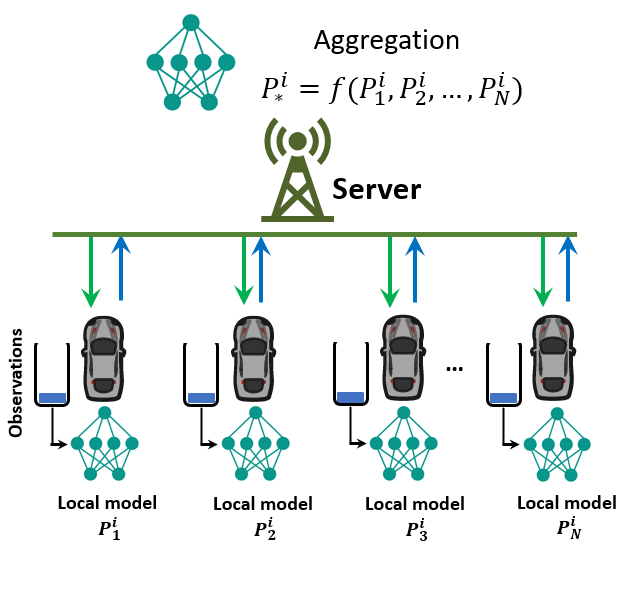 Aggregation
$P_*^i = f(P_1^i, P_2^i, \ldots, P_N^i)$
Server
Observations
...
Local model Local model Local model Local model
$P_1^i$ $P_2^i$ $P_3^i$ $P_N^i$